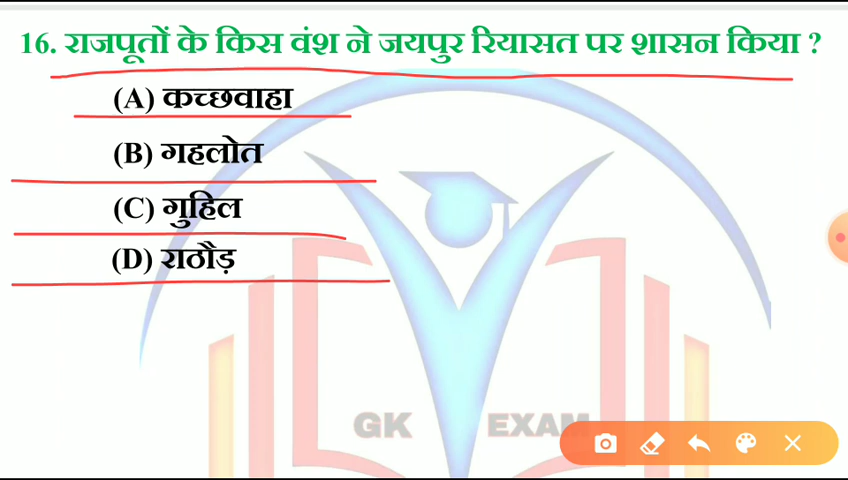 16. राजपूतों के किस वंश ने जयपुर रियासत पर शासन किया ?
(A) कच्छवाहा
(B) गहलोत
(C) गुहिल
(D) राठौड़
GK EXAM